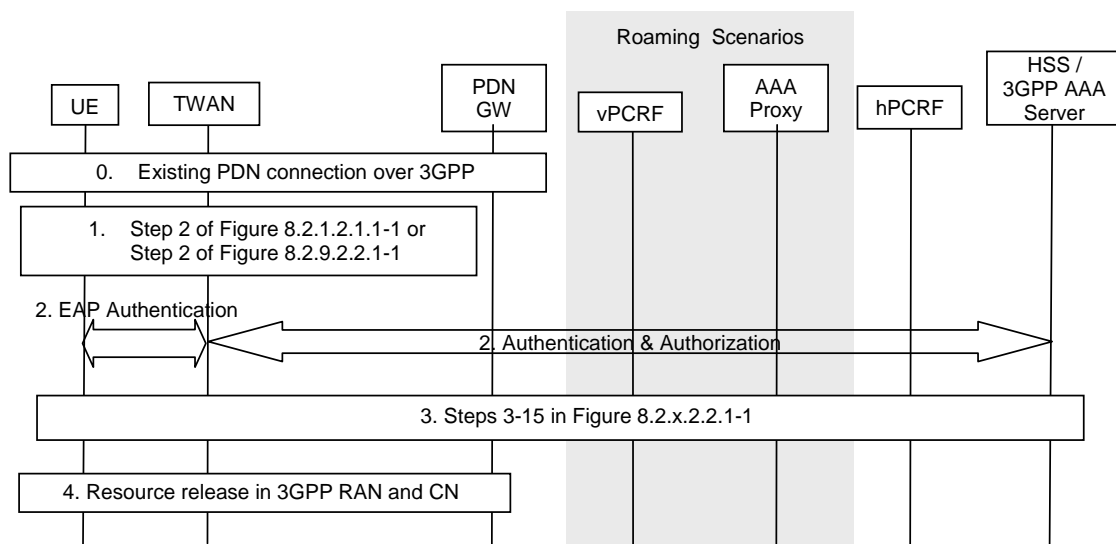 Roaming Scenarios
UE
TWAN
PDN
GW
vPCRF
AAA
Proxy
hPCRF
HSS /
3GPP AAA
Server
0. Existing PDN connection over 3GPP
1. Step 2 of Figure 8.2.1.2.1.1-1 or
Step 2 of Figure 8.2.9.2.2.1-1
2. EAP Authentication
2. Authentication & Authorization
3. Steps 3-15 in Figure 8.2.x.2.2.1-1
4. Resource release in 3GPP RAN and CN